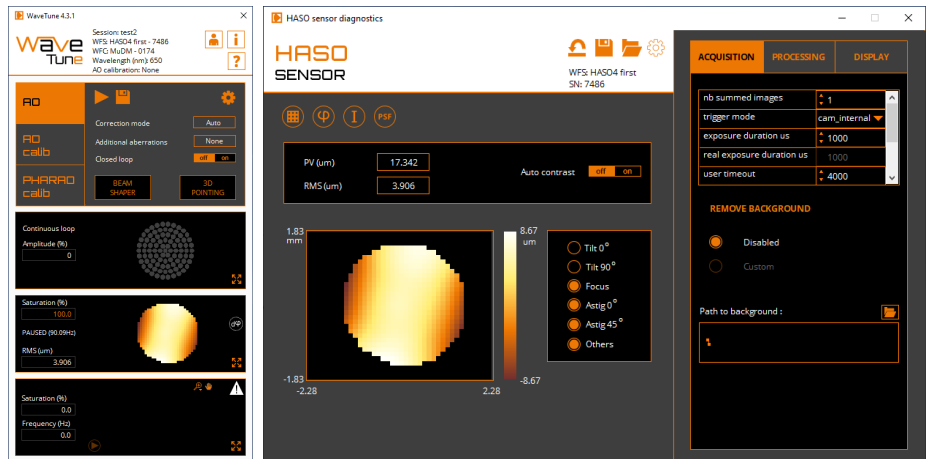 WaveTune 4.3.1
Wave
Tune
Session: test2
WFS: HASO4 first - 7486
WFC: MuDM - 0174
Wavelength (nm): 650
AO calibration: None
i
?
AO
Correction mode
Auto
Additional aberrations
None
Closed loop
off on
AO
calib
PHARAO
calib
BEAM
SHAPER
3D
POINTING
Continuous loop
Amplitude (%)
0
Saturation (%)
100.0
PAUSED (90.09Hz)
RMS (um)
3.906
Saturation (%)
0.0
Frequency (Hz)
0.0
HASO sensor diagnostics
HASO
SENSOR
WFS: HASO4 first
SN: 7486
φ
I
PSF
PV (um)
17.342
RMS (um)
3.906
Auto contrast
off on
1.83
mm
-1.83
-2.28
2.28
8.67
um
-8.67
Tilt 0°
Tilt 90°
Focus
Astig 0°
Astig 45°
Others
ACQUISITION PROCESSING DISPLAY
nb summed images
1
trigger mode
cam_internal
exposure duration us
1000
real exposure duration us
1000
user timeout
4000
REMOVE BACKGROUND
Disabled
Custom
Path to background :